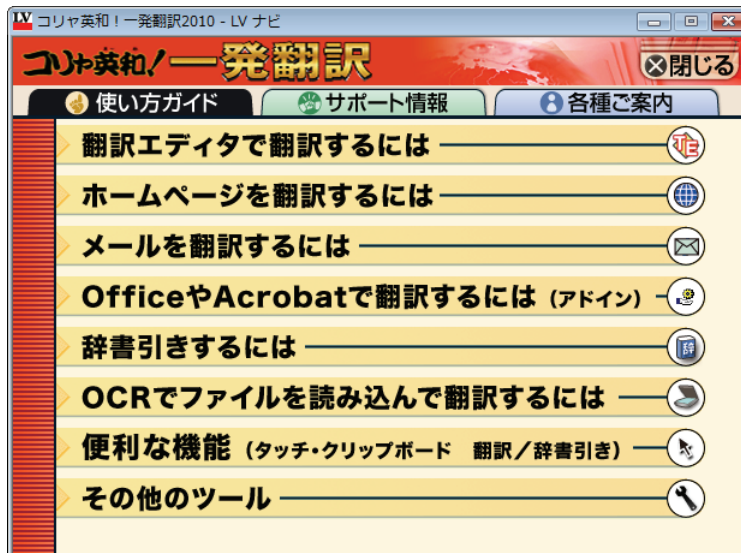 LV コリヤ英和！一発翻訳2010 - LV ナビ
コリャ英和!一発翻訳
閉じる
使い方ガイド サポート情報 各種ご案内
翻訳エディタで翻訳するには
ホームページを翻訳するには
メールを翻訳するには
OfficeやAcrobatで翻訳するには（アドイン）
辞書引きするには
OCRでファイルを読み込んで翻訳するには
便利な機能（タッチ・クリップボード　翻訳／辞書引き）
その他のツール